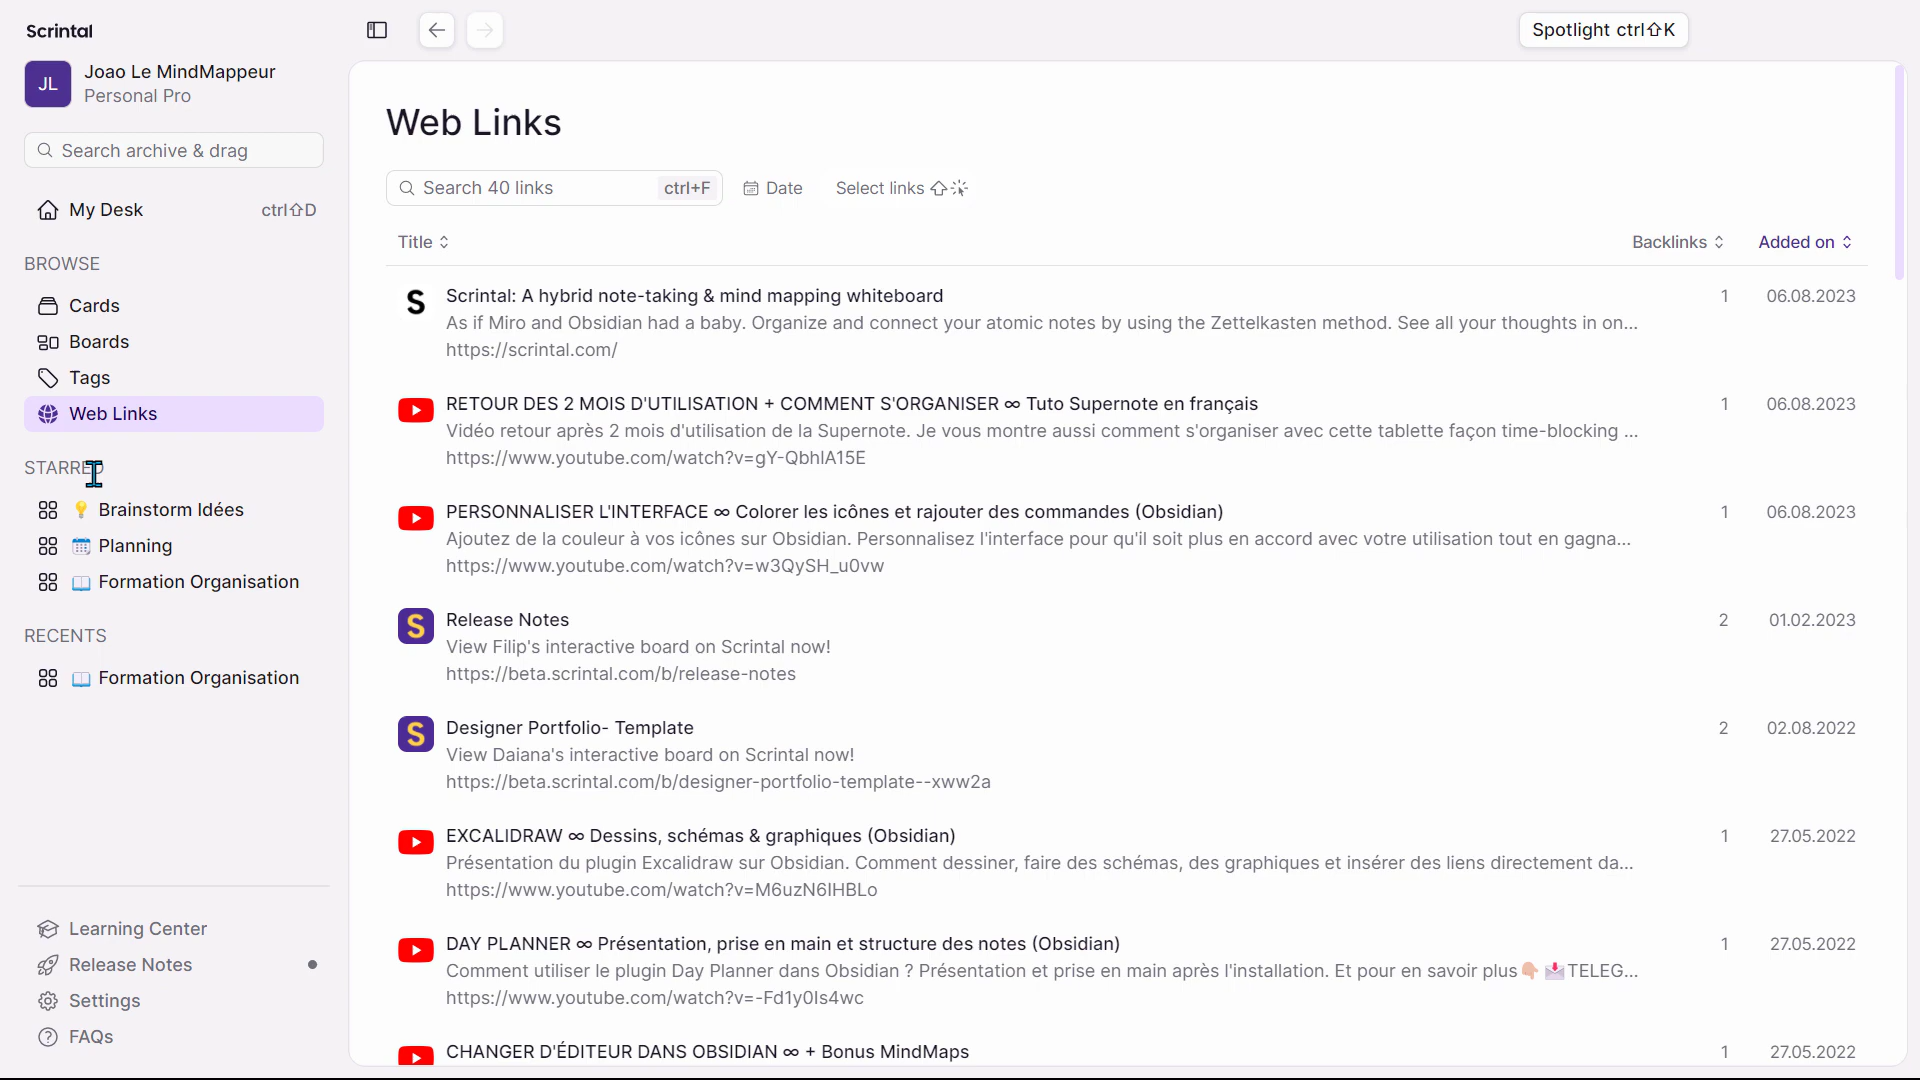 Scrintal
JL
Joao Le MindMappeur
Personal Pro
Search archive & drag
My Desk ctrl⇧D
BROWSE
Cards
Boards
Tags
Web Links
STARRED
💡 Brainstorm Idées
🗓️ Planning
📖 Formation Organisation
RECENTS
📖 Formation Organisation
Learning Center
Release Notes
Settings
FAQs
Spotlight ctrl⇧K
Web Links
Search 40 links ctrl+F
Date
Select links ⇧
Title Backlinks Added on
Scrintal: A hybrid note-taking & mind mapping whiteboard 1 06.08.2023
As if Miro and Obsidian had a baby. Organize and connect your atomic notes by using the Zettelkasten method. See all your thoughts in on...
https://scrintal.com/
RETOUR DES 2 MOIS D'UTILISATION + COMMENT S'ORGANISER ∞ Tuto Supernote en français 1 06.08.2023
Vidéo retour après 2 mois d'utilisation de la Supernote. Je vous montre aussi comment s'organiser avec cette tablette façon time-blocking ...
https://www.youtube.com/watch?v=gY-QbhIA15E
PERSONNALISER L'INTERFACE ∞ Colorer les icônes et rajouter des commandes (Obsidian) 1 06.08.2023
Ajoutez de la couleur à vos icônes sur Obsidian. Personnalisez l'interface pour qu'il soit plus en accord avec votre utilisation tout en gagna...
https://www.youtube.com/watch?v=w3QySH_u0vw
Release Notes 2 01.02.2023
View Filip's interactive board on Scrintal now!
https://beta.scrintal.com/b/release-notes
Designer Portfolio- Template 2 02.08.2022
View Daiana's interactive board on Scrintal now!
https://beta.scrintal.com/b/designer-portfolio-template--xww2a
EXCALIDRAW ∞ Dessins, schémas & graphiques (Obsidian) 1 27.05.2022
Présentation du plugin Excalidraw sur Obsidian. Comment dessiner, faire des schémas, des graphiques et insérer des liens directement da...
https://www.youtube.com/watch?v=M6uzN6IHBLo
DAY PLANNER ∞ Présentation, prise en main et structure des notes (Obsidian) 1 27.05.2022
Comment utiliser le plugin Day Planner dans Obsidian ? Présentation et prise en main après l'installation. Et pour en savoir plus👇🏼 📩TELEG...
https://www.youtube.com/watch?v=-Fd1y0Is4wc
CHANGER D'ÉDITEUR DANS OBSIDIAN ∞ + Bonus MindMaps 1 27.05.2022